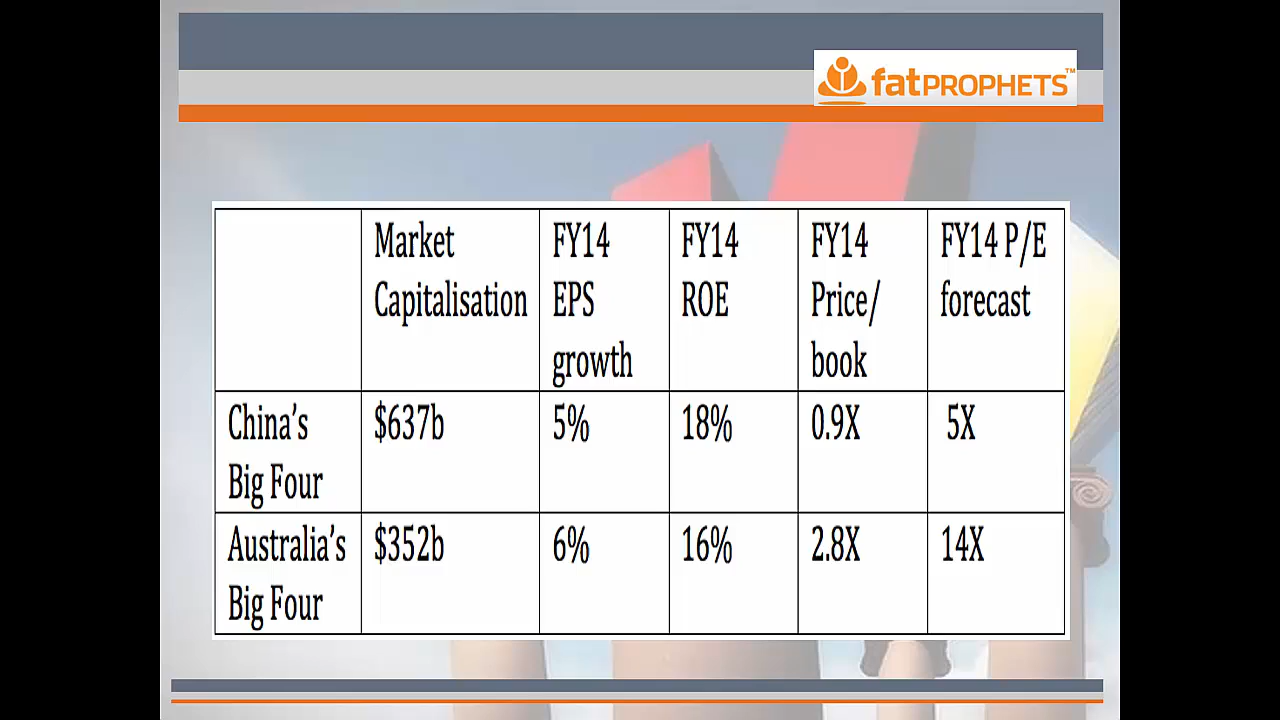 fatPROPHETS™
Market
Capitalisation
FY14
EPS
growth
FY14
ROE
FY14
Price/
book
FY14 P/E
forecast
China’s
Big Four
$637b
5%
18%
0.9X
5X
Australia’s
Big Four
$352b
6%
16%
2.8X
14X